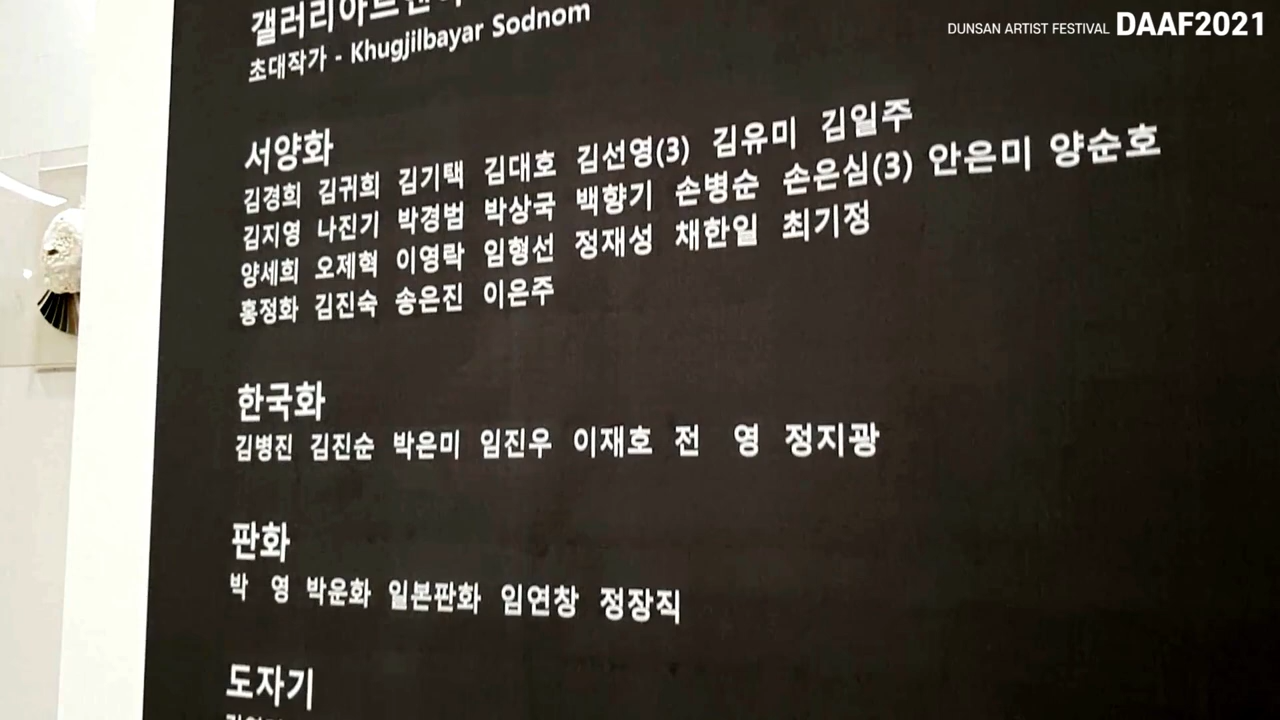 DUNSAN ARTIST FESTIVAL DAAF2021
초대작가 - Khugjilbayar Sodnom
서양화
김경희 김귀희 김기택 김대호 김선영(3) 김유미 김일주
김지영 나진기 박경범 박상국 백향기 손병순 손은심(3) 안은미 양순호
양세희 오제혁 이영락 임형선 정재성 채한일 최기정
홍정화 김진숙 송은진 이은주
한국화
김병진 김진순 박은미 임진우 이재호 전 영 정지광
판화
박 영 박운화 일본판화 임연창 정장직
도자기